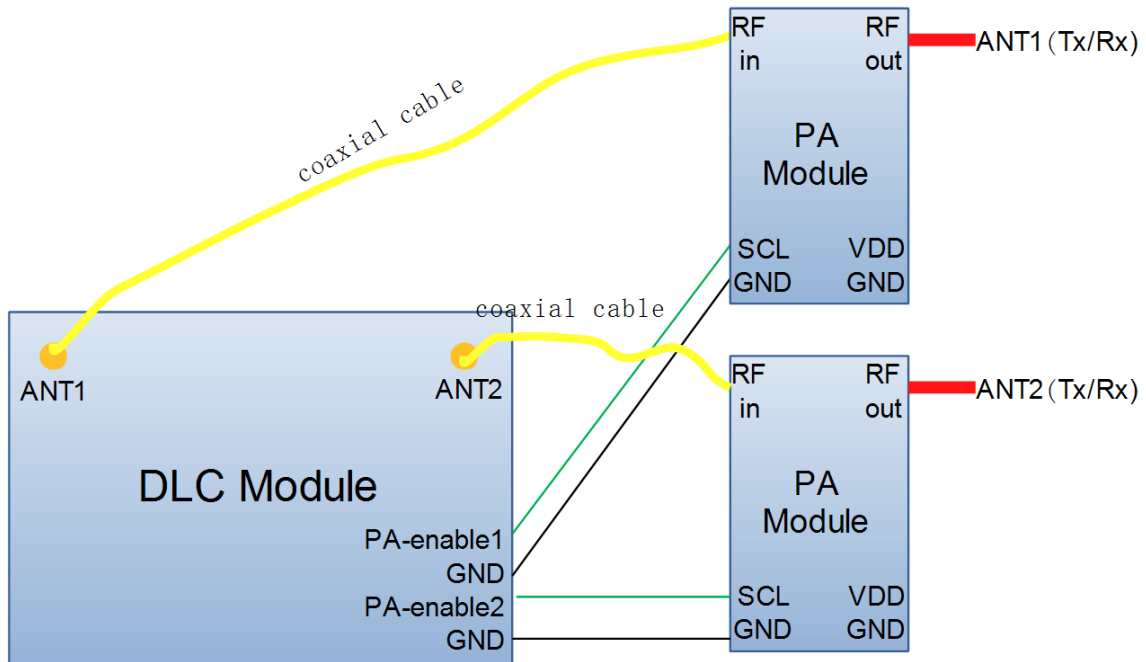 RF RF
in out
ANT1(Tx/Rx)
coaxial cable
PA
Module
SCL VDD
GND GND
coaxial cable
ANT1
ANT2
RF RF
in out
ANT2(Tx/Rx)
DLC Module
PA
Module
PA-enable1
GND
PA-enable2
GND
SCL VDD
GND GND